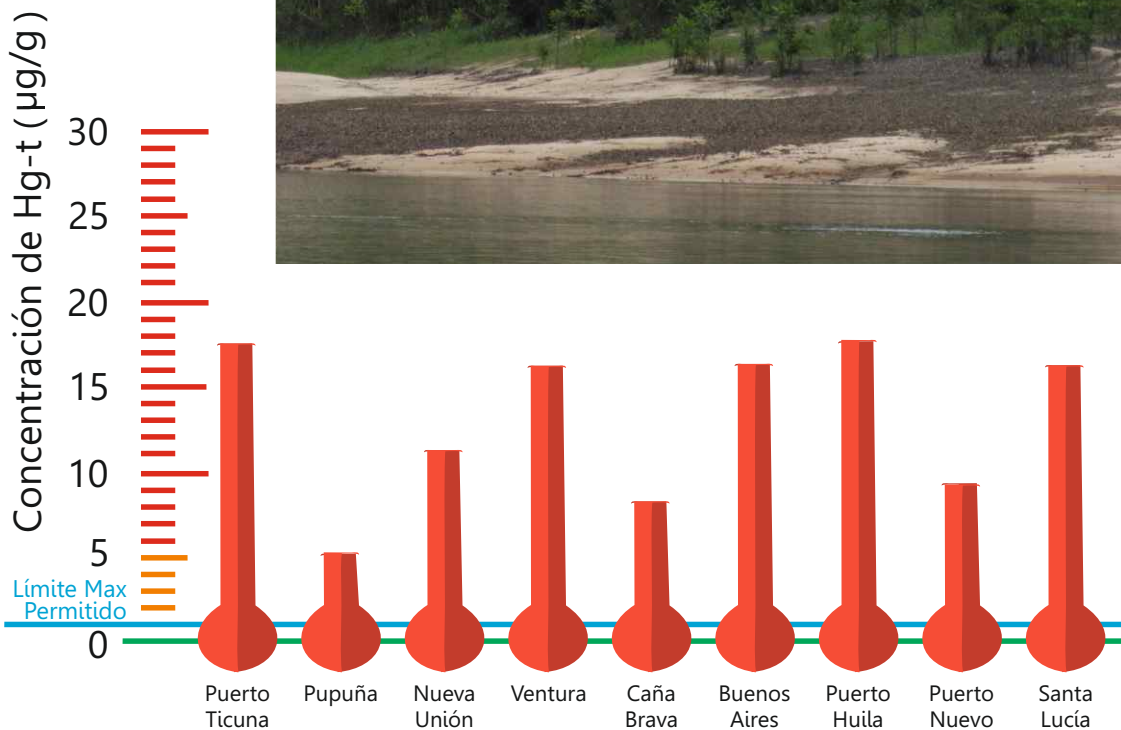 Concentración de Hg-t (µg/g)
30
25
20
15
10
5
Límite Max
Permitido
0
Puerto
Ticuna
Pupuña
Nueva
Unión
Ventura
Caña
Brava
Buenos
Aires
Puerto
Huila
Puerto
Nuevo
Santa
Lucía